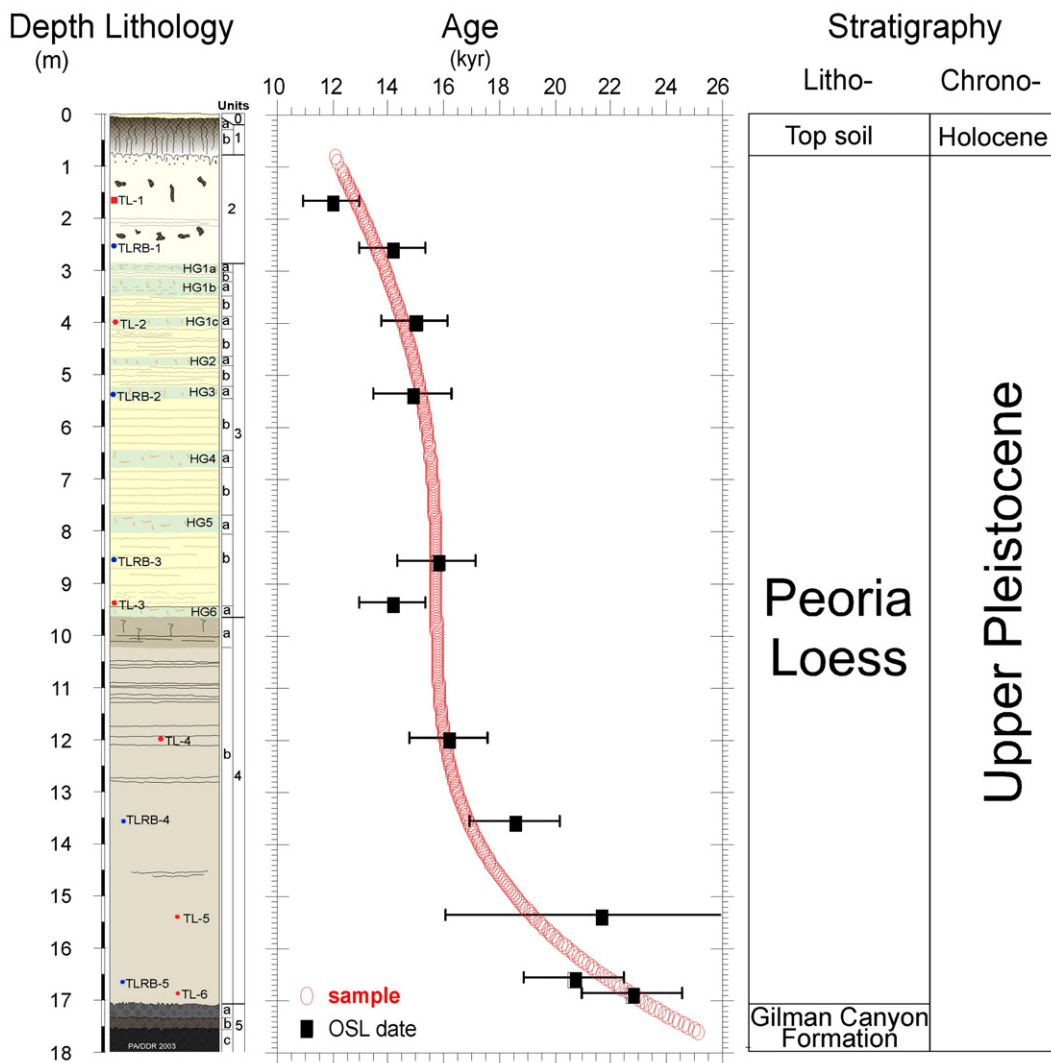 Depth Lithology
(m)
Age
(kyr)
Stratigraphy
Litho-
Chrono-
Units
10 12 14 16 18 20 22 24 26
0
1
2
3
4
5
6
7
8
9
10
11
12
13
14
15
16
17
18
TL-1
TLRB-1
HG1a
HG1b
TL-2
HG1c
HG2
TLRB-2
HG3
HG4
HG5
TLRB-3
TL-3
HG6
TL-4
TLRB-4
TL-5
TLRB-5
TL-6
PA/DDR 2003
0
a
b
1
2
a
b
a
b
a
b
a
b
a
b
3
a
b
a
b
a
a
b
4
a
b
5
c
sample
OSL date
Top soil
Holocene
Peoria
Loess
Upper Pleistocene
Gilman Canyon
Formation